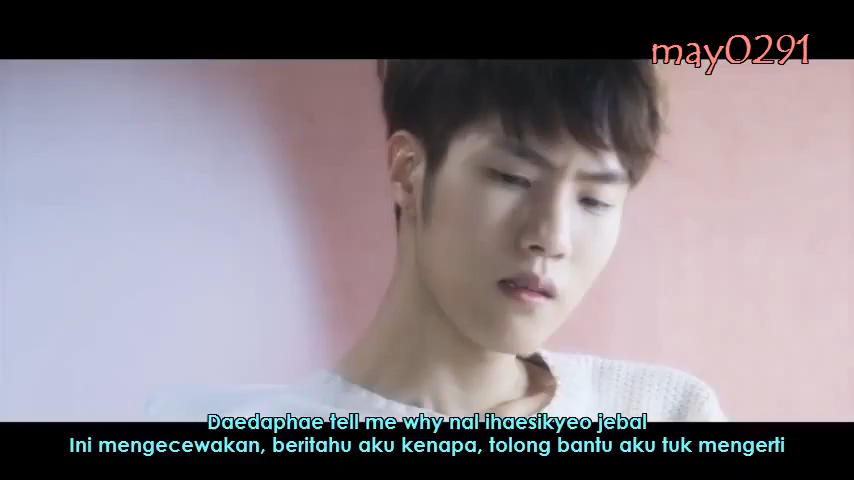 may0291
Daedaphae tell me why nal ihaesikyeo jebal
Ini mengecewakan, beritahu aku kenapa, tolong bantu aku tuk mengerti